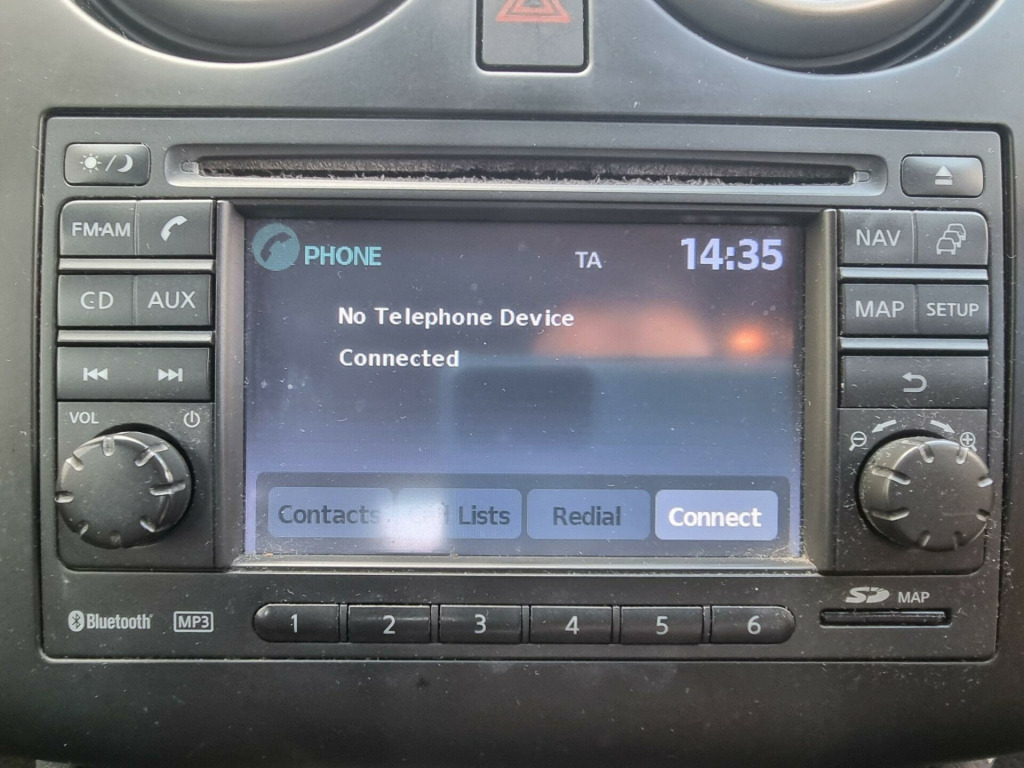 FM·AM
CD AUX
VOL
PHONE TA 14:35
No Telephone Device
Connected
Contacts Lists Redial Connect
NAV
MAP SETUP
Bluetooth MP3 1 2 3 4 5 6 SD MAP